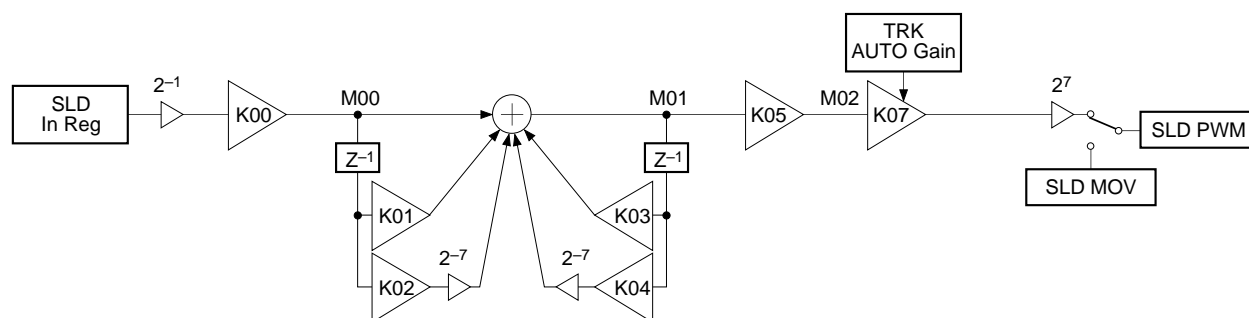 TRK
AUTO Gain
2⁻¹
2⁷
SLD
In Reg
K00
M00
M01
K05
M02
K07
SLD PWM
Z⁻¹
Z⁻¹
SLD MOV
K01
K03
2⁻⁷
2⁻⁷
K02
K04